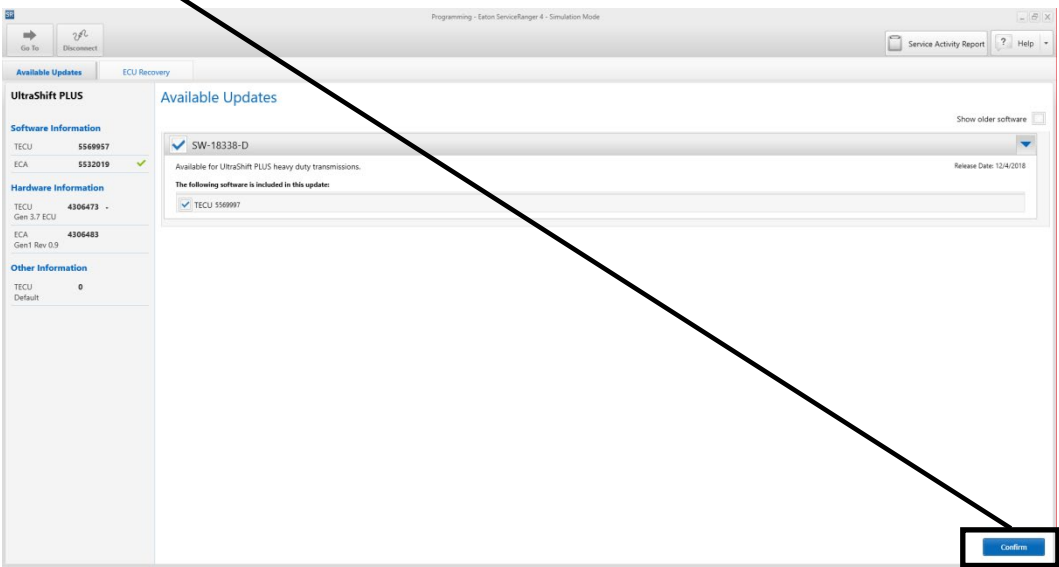 SR
Programming - Eaton ServiceRanger 4 - Simulation Mode
Go To
Disconnect
Service Activity Report
? Help
Available Updates
ECU Recovery
UltraShift PLUS
Software Information
TECU 5569957
ECA 5532019
Hardware Information
TECU 4306473 -
Gen 3.7 ECU
ECA 4306483
Gen1 Rev 0.9
Other Information
TECU 0
Default
Available Updates
Show older software
SW-18338-D
Available for UltraShift PLUS heavy duty transmissions.
Release Date: 12/4/2018
The following software is included in this update:
TECU 5569997
Confirm